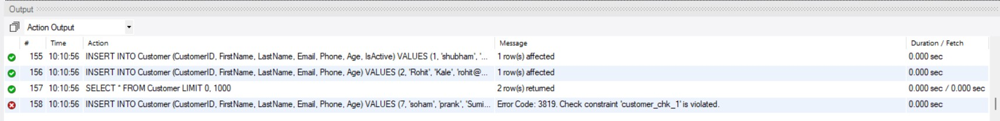 Output
Action Output
# Time Action Message Duration / Fetch
155 10:10:56 INSERT INTO Customer (CustomerID, FirstName, LastName, Email, Phone, Age, IsActive) VALUES (1, 'shubham', '... 1 row(s) affected 0.000 sec
156 10:10:56 INSERT INTO Customer (CustomerID, FirstName, LastName, Email, Phone, Age) VALUES (2, 'Rohit', 'Kale', 'rohit@... 1 row(s) affected 0.000 sec
157 10:10:56 SELECT * FROM Customer LIMIT 0, 1000 2 row(s) returned 0.000 sec / 0.000 sec
158 10:10:56 INSERT INTO Customer (CustomerID, FirstName, LastName, Email, Phone, Age) VALUES (7, 'soham', 'prank', 'Sumi... Error Code: 3819. Check constraint 'customer_chk_1' is violated. 0.000 sec